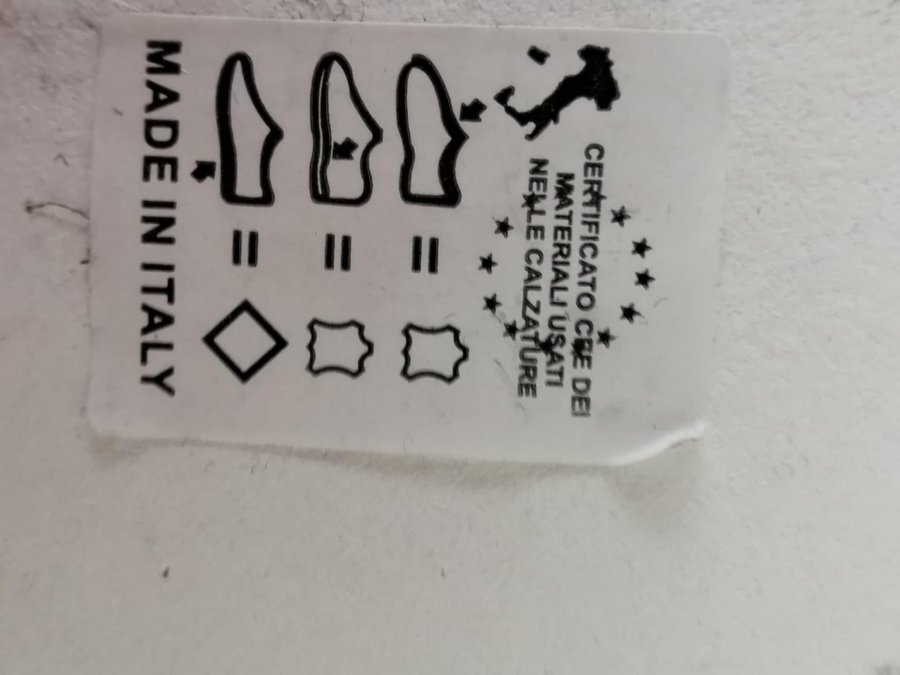 CERTIFICATO CEE DEI
MATERIALI USATI
NELLE CALZATURE
=
=
=
MADE IN ITALY